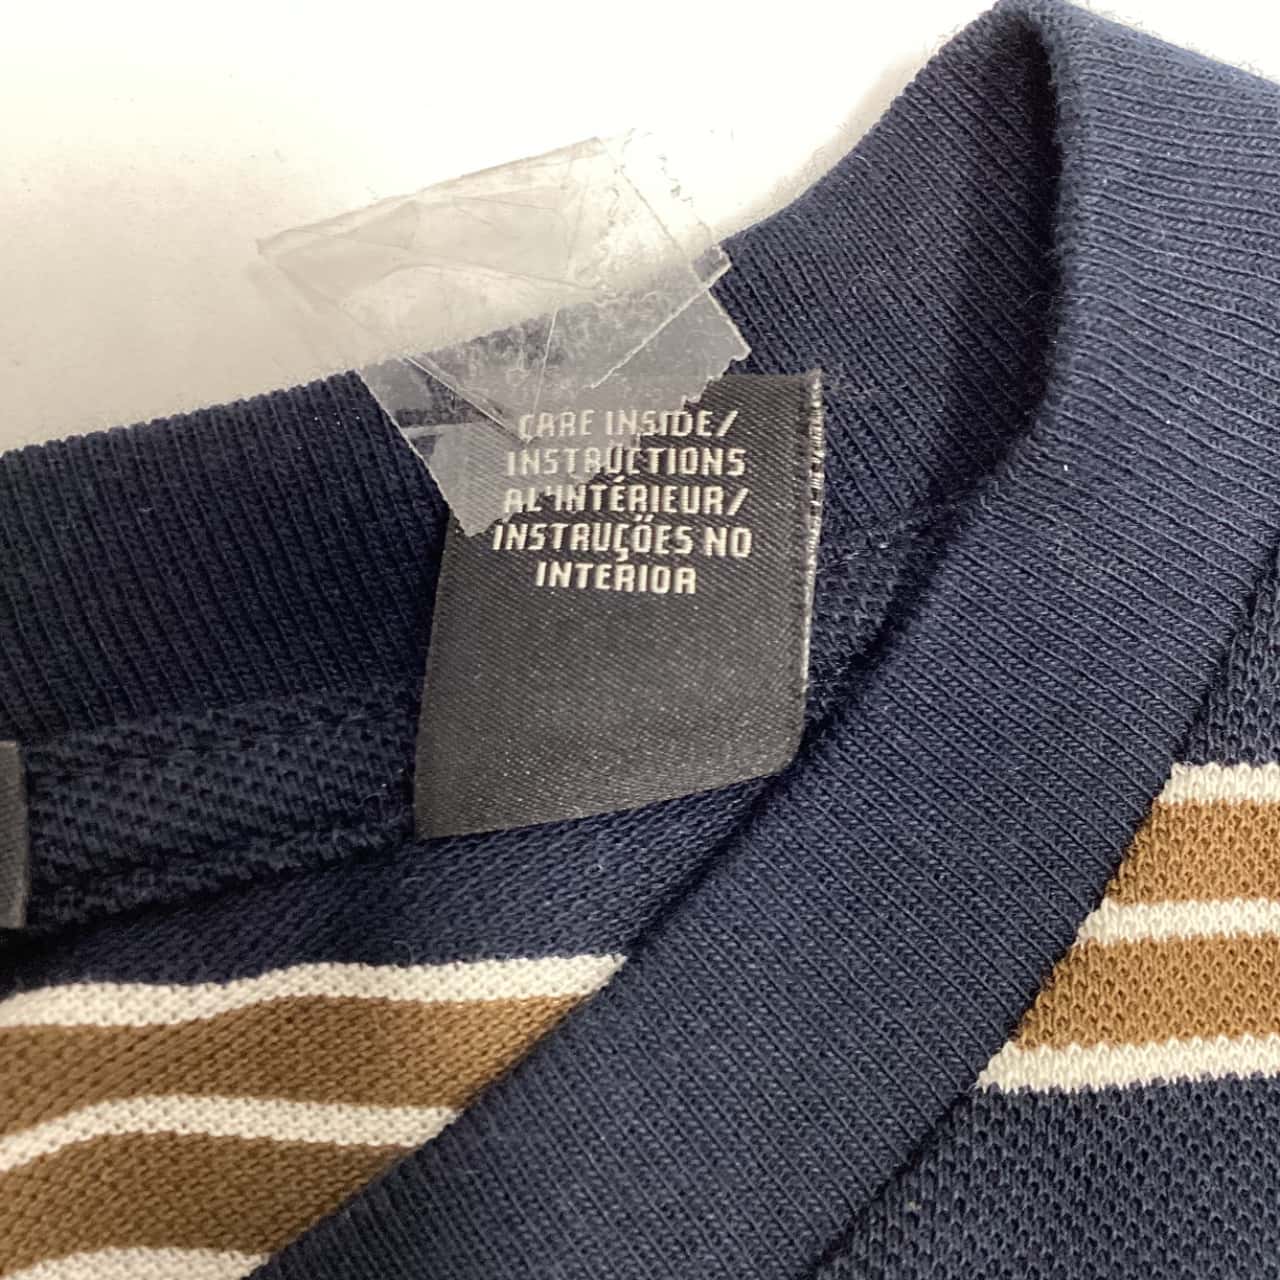 CARE INSIDE/
INSTRUCTIONS
AL'INTÉRIEUR/
INSTRUÇÕES NO
INTERIOR